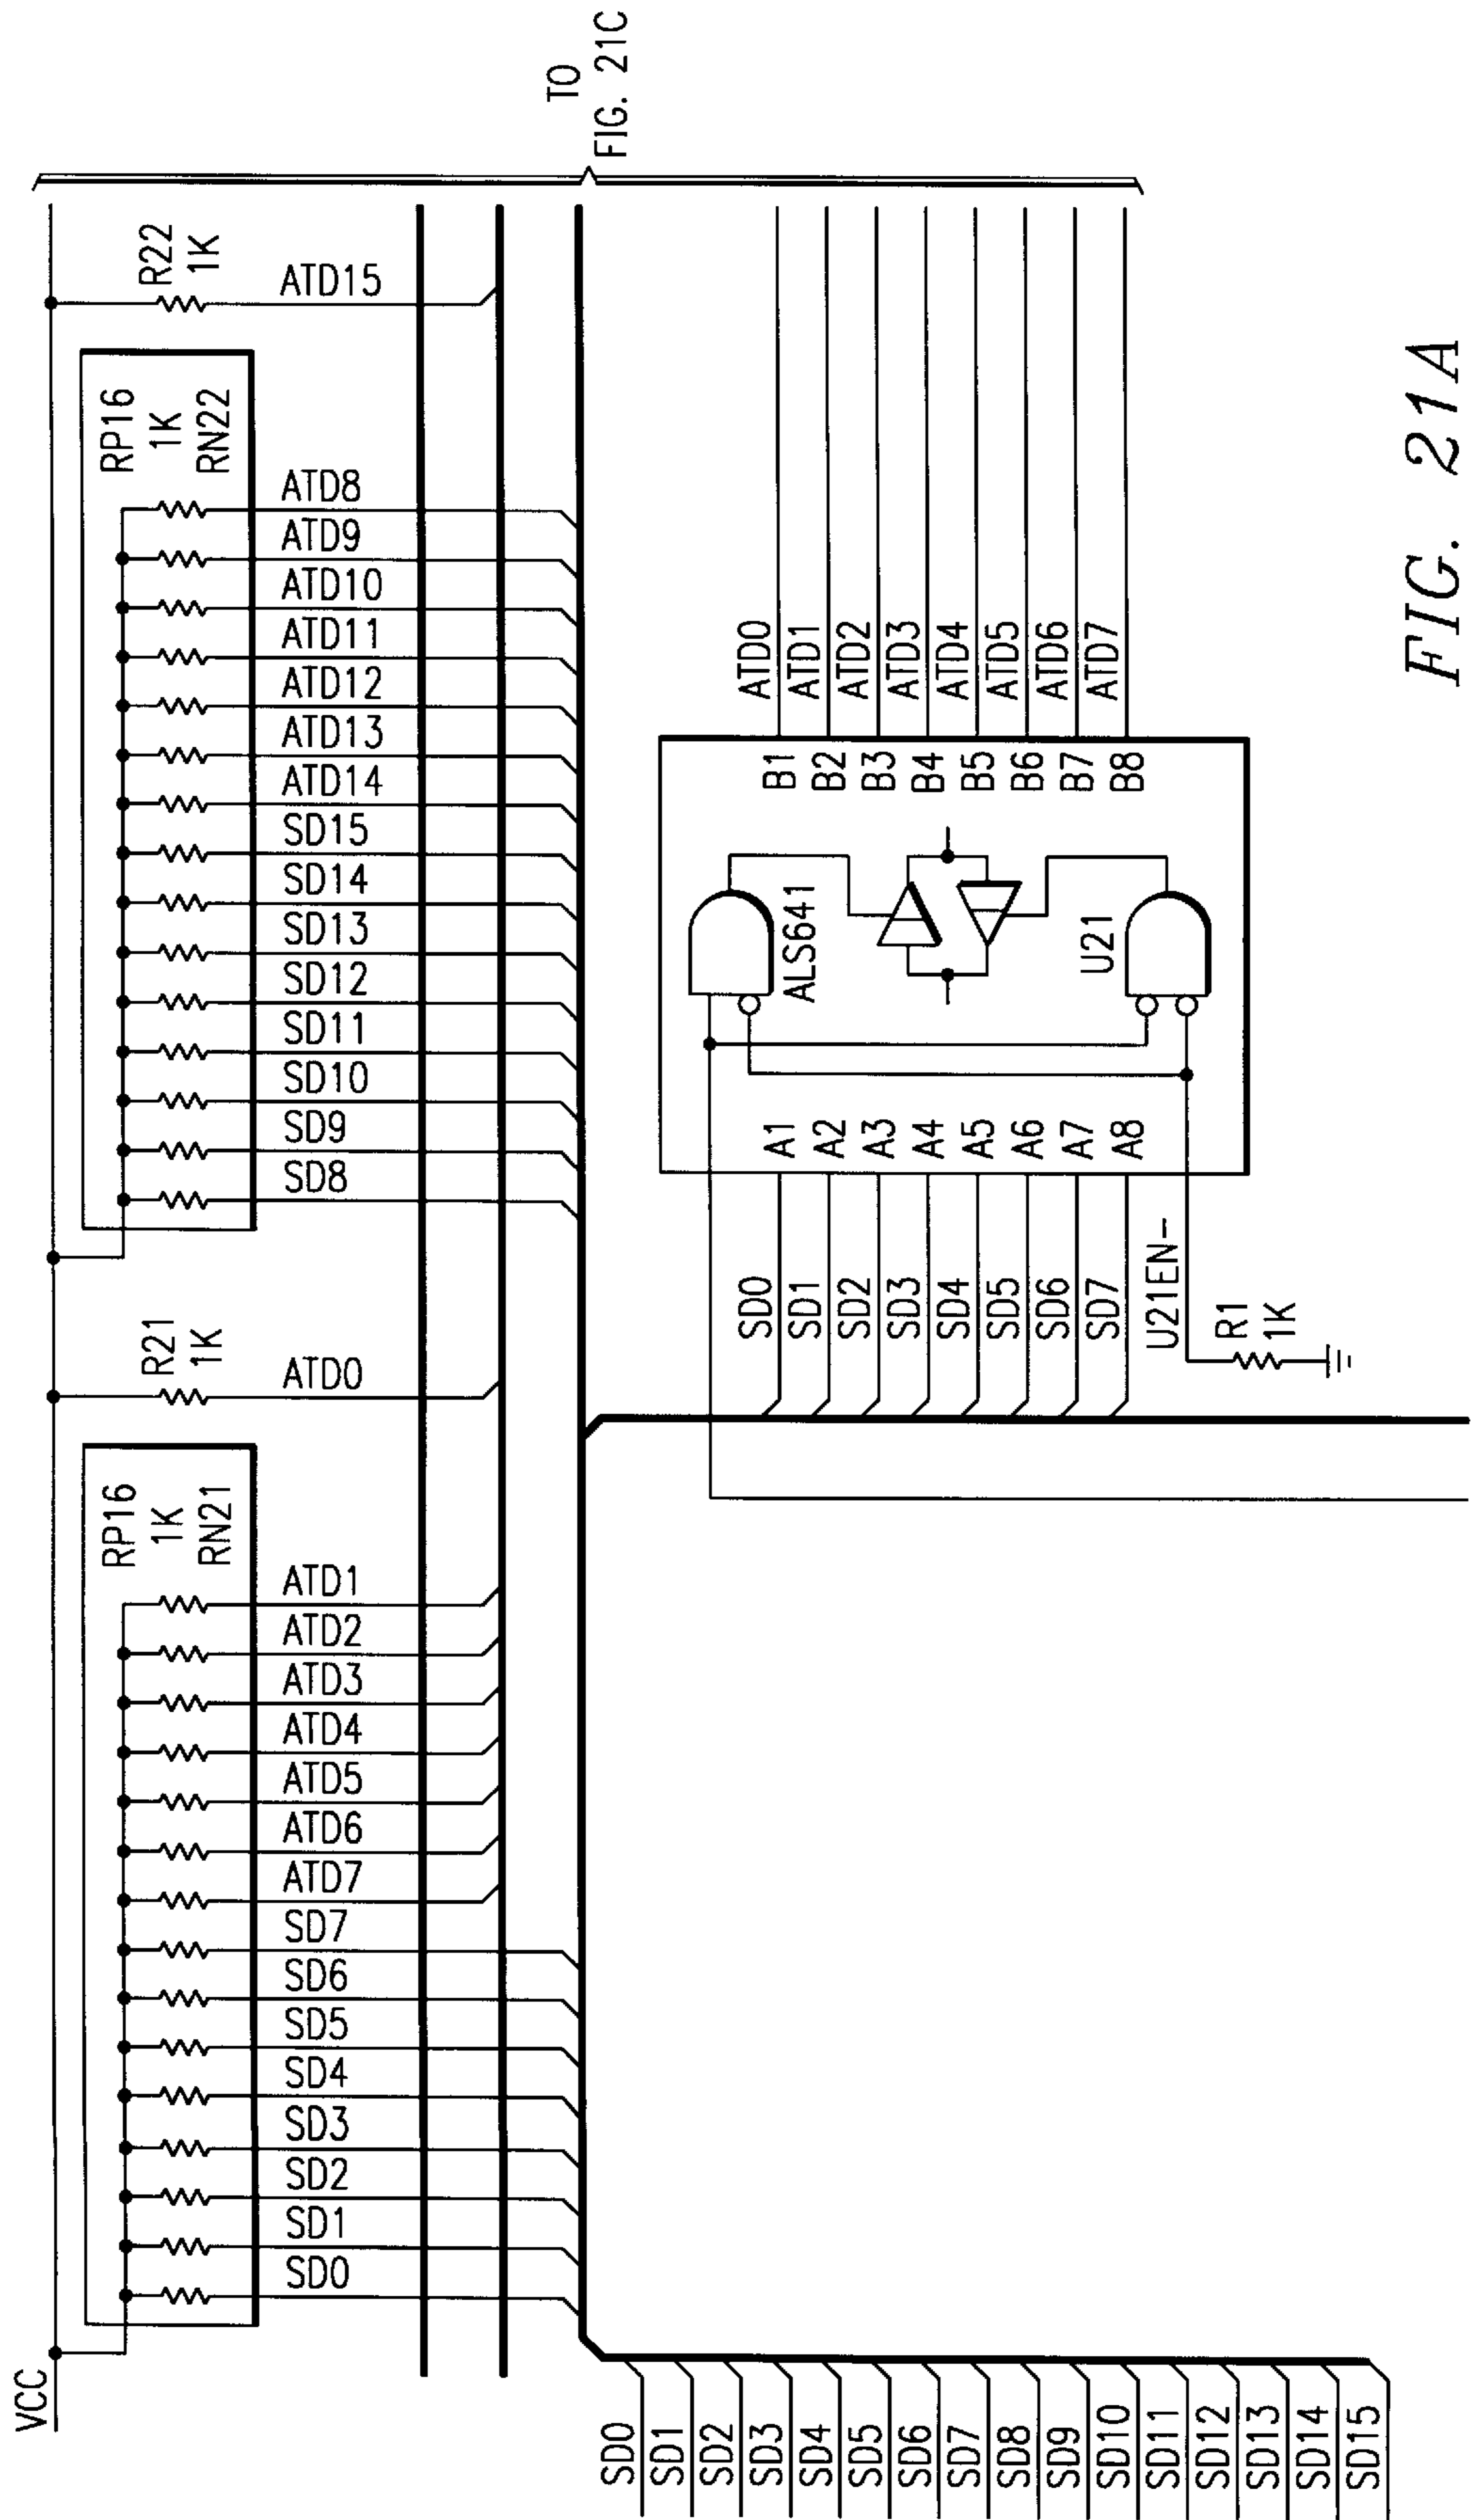 VCC
RP16
1K
RN21
SD0
SD1
SD2
SD3
SD4
SD5
SD6
SD7
ATD7
ATD6
ATD5
ATD4
ATD3
ATD2
ATD1
R21
1K
ATD0
RP16
1K
RN22
SD8
SD9
SD10
SD11
SD12
SD13
SD14
SD15
ATD14
ATD13
ATD12
ATD11
ATD10
ATD9
ATD8
R22
1K
ATD15
TO
FIG. 21C
SD0
SD1
SD2
SD3
SD4
SD5
SD6
SD7
SD8
SD9
SD10
SD11
SD12
SD13
SD14
SD15
SD0 A1 B1 ATD0
SD1 A2 B2 ATD1
SD2 A3 B3 ATD2
SD3 A4 B4 ATD3
SD4 A5 B5 ATD4
SD5 A6 B6 ATD5
SD6 A7 B7 ATD6
SD7 A8 B8 ATD7
ALS641
U21
U21EN-
R1
1K
FIG. 21A